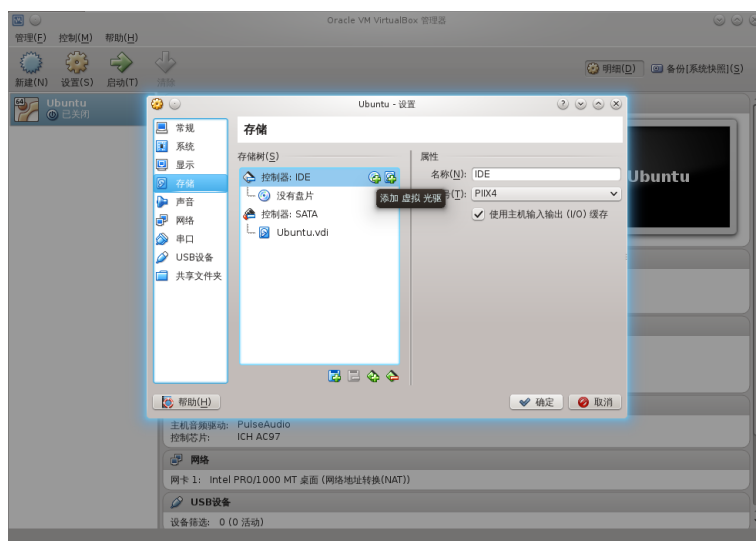 Oracle VM VirtualBox 管理器
管理(F) 控制(M) 帮助(H)
新建(N) 设置(S) 启动(T) 清除
明细(D) 备份[系统快照](S)
64 Ubuntu
已关闭
Ubuntu
Ubuntu - 设置
常规
系统
显示
存储
声音
网络
串口
USB设备
共享文件夹
存储
存储树(S)
控制器: IDE
没有盘片
控制器: SATA
Ubuntu.vdi
添加 虚拟 光驱
属性
名称(N): IDE
(T): PIIX4
使用主机输入输出 (I/O) 缓存
帮助(H)
确定 取消
主机音频驱动: PulseAudio
控制芯片: ICH AC97
网络
网卡 1: Intel PRO/1000 MT 桌面 (网络地址转换(NAT))
USB设备
设备筛选: 0 (0 活动)